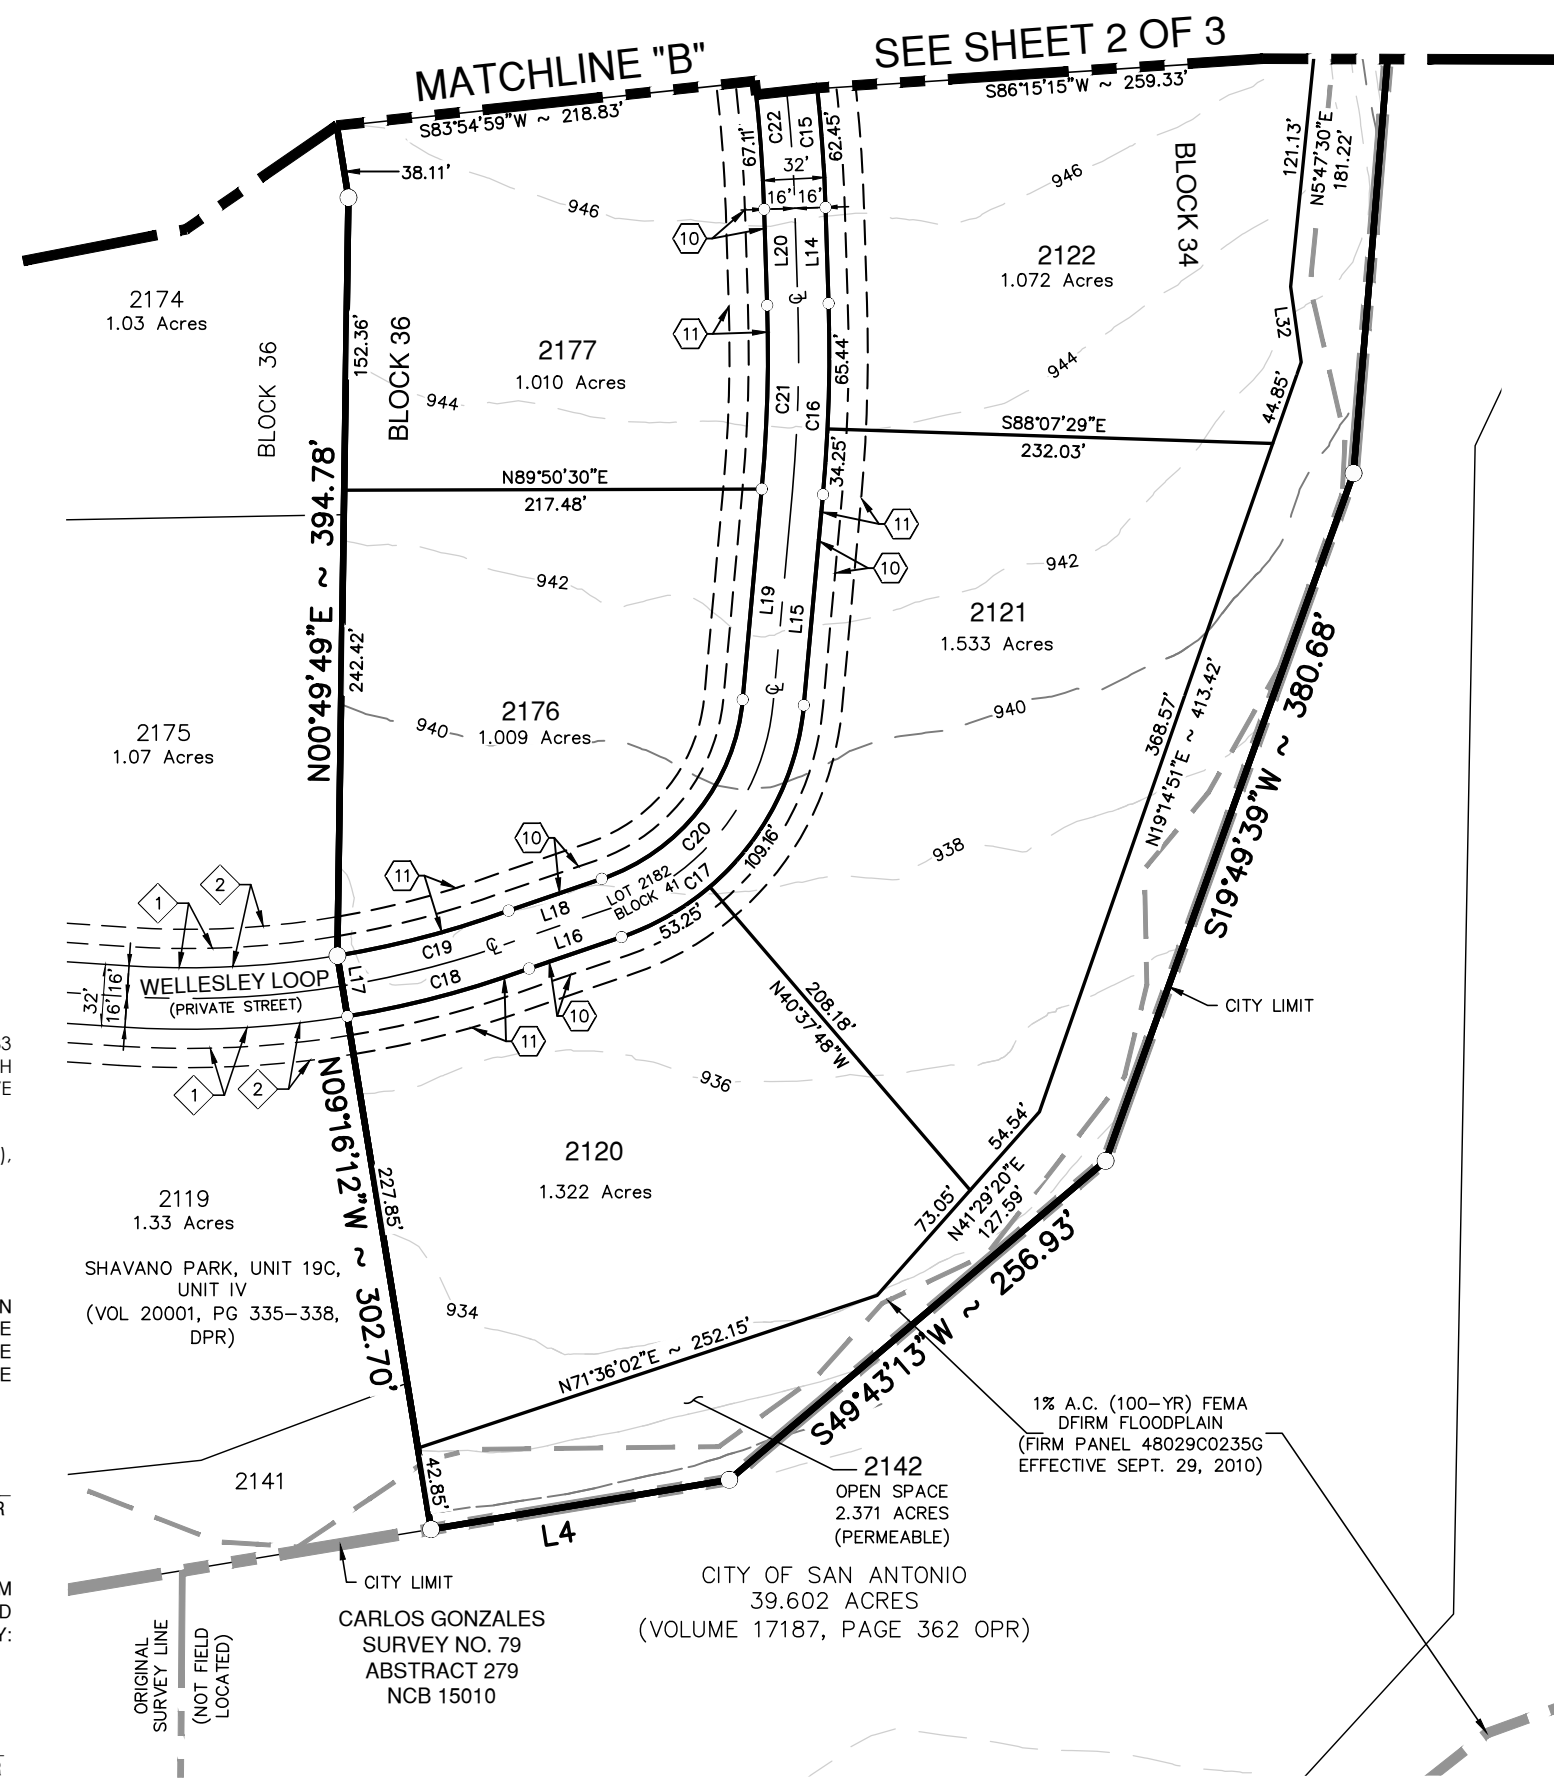 MATCHLINE "B"
SEE SHEET 2 OF 3
S83°54'59"W ~ 218.83'
S86°15'15"W ~ 259.33'
38.11'
67.11'
C22
C15
62.45'
32'
16' 16'
121.13'
N5°47'30"E
181.22'
BLOCK 34
946
946
10
L20
L14
℄
2122
1.072 Acres
2174
1.03 Acres
BLOCK 36
152.36'
BLOCK 36
2177
1.010 Acres
11
L32
65.44'
944
944
C21
C16
44.85'
S88°07'29"E
232.03'
34.25'
N89°50'30"E
217.48'
N00°49'49"E ~ 394.78'
11
10
942
942
L19
L15
2121
1.533 Acres
242.42'
℄
2176
1.009 Acres
940
940
2175
1.07 Acres
368.57'
N19°14'51"E ~ 413.42'
S19°49'39"W ~ 380.68'
10
C20
109.16'
938
11
2
1
LOT 2182
BLOCK 41
C17
L18
53.25'
C19
℄
L16
WELLESLEY LOOP
(PRIVATE STREET)
L17
C18
32'
16' 16'
208.18'
N40°37'48"W
CITY LIMIT
10
11
1
2
936
53
H
E
),
N09°16'12"W ~ 302.70'
227.85'
54.54'
73.05'
N41°29'20"E
127.59'
2120
1.322 Acres
2119
1.33 Acres
SHAVANO PARK, UNIT 19C,
UNIT IV
(VOL 20001, PG 335-338,
DPR)
S49°43'13"W ~ 256.93'
934
N
E
E
E
N71°36'02"E ~ 252.15'
1% A.C. (100-YR) FEMA
DFIRM FLOODPLAIN
(FIRM PANEL 48029C0235G
EFFECTIVE SEPT. 29, 2010)
42.85'
2141
2142
OPEN SPACE
2.371 ACRES
(PERMEABLE)
R
L4
CITY LIMIT
CITY OF SAN ANTONIO
39.602 ACRES
(VOLUME 17187, PAGE 362 OPR)
M
D
Y:
CARLOS GONZALES
SURVEY NO. 79
ABSTRACT 279
NCB 15010
ORIGINAL
SURVEY LINE
(NOT FIELD
LOCATED)